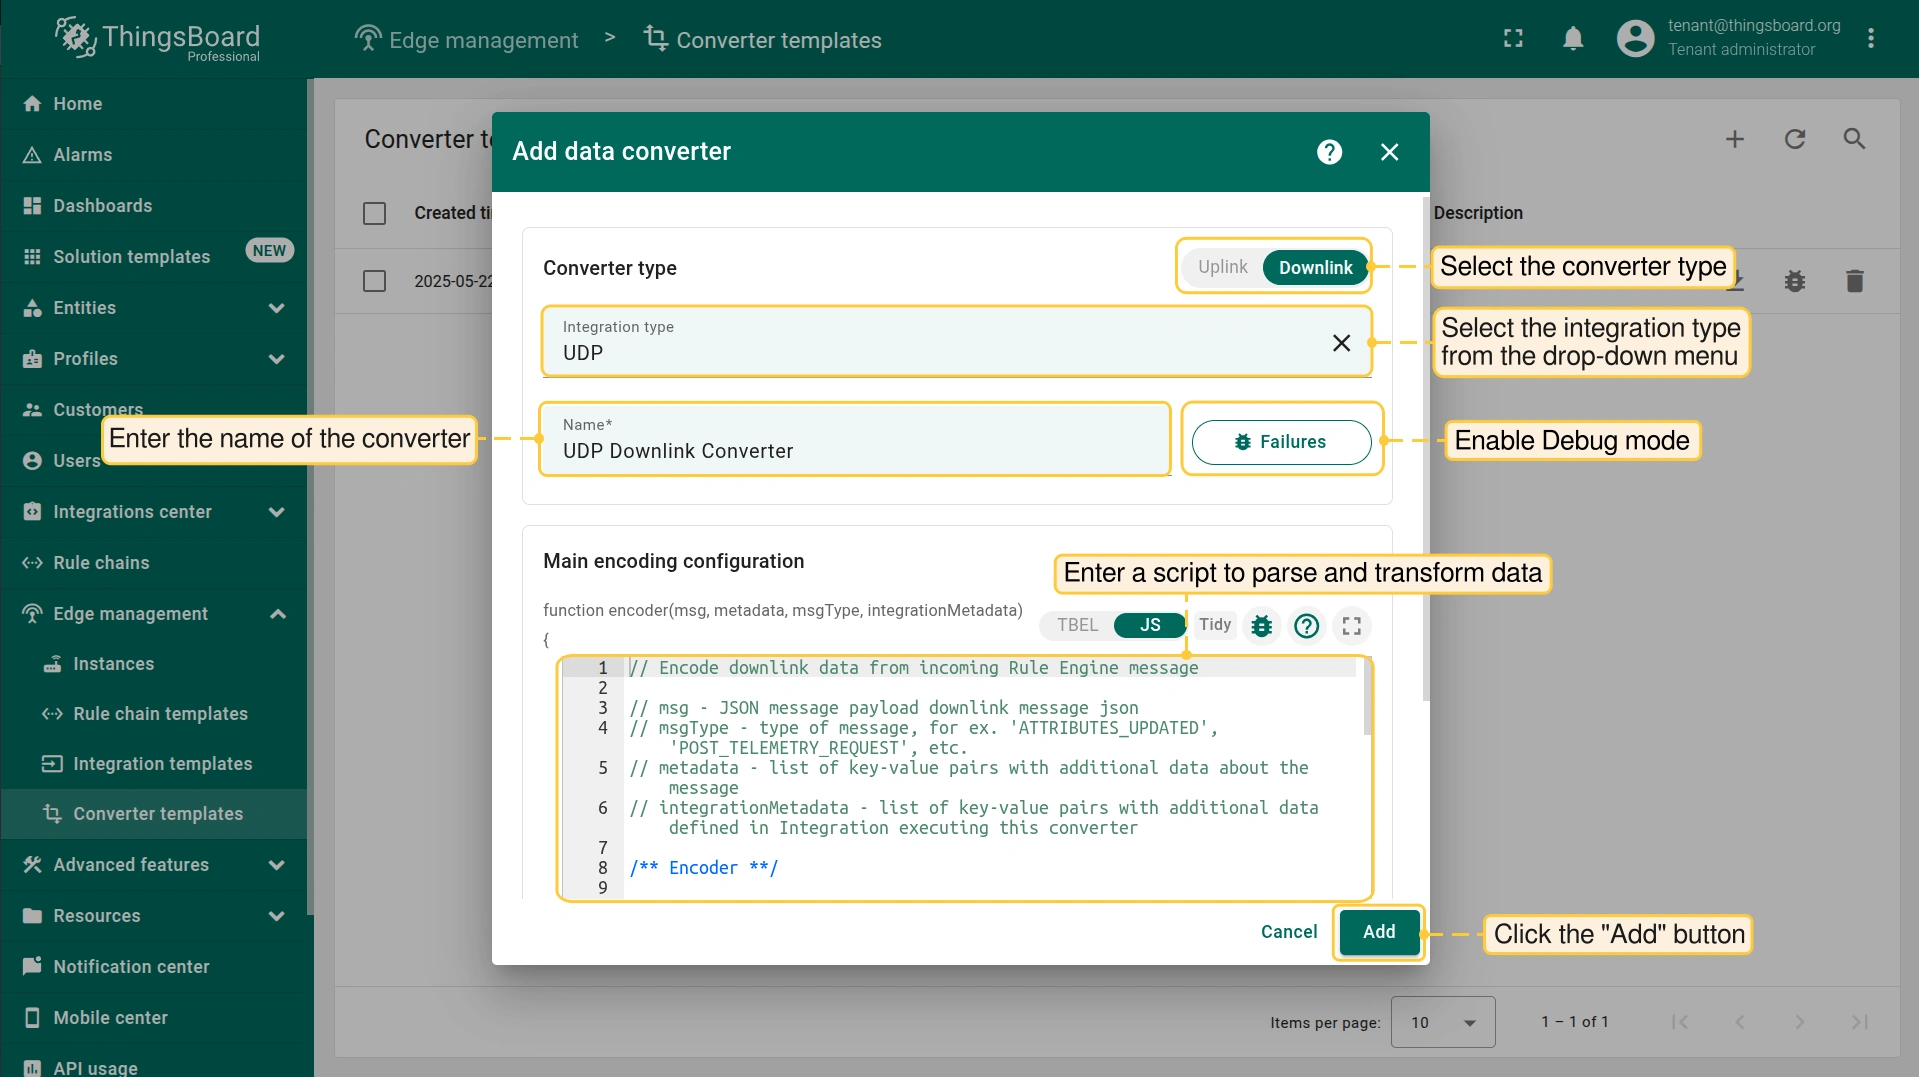 ThingsBoard
Professional
Edge management > Converter templates
tenant@thingsboard.org
Tenant administrator
Home
Alarms
Dashboards
Solution templates NEW
Entities
Profiles
Customers
Users
Integrations center
Rule chains
Edge management
Instances
Rule chain templates
Integration templates
Converter templates
Advanced features
Resources
Notification center
Mobile center
API usage
Converter te
Created ti
Description
2025-05-22
Add data converter
Converter type
Uplink Downlink
Select the converter type
Integration type
UDP
Select the integration type
from the drop-down menu
Enter the name of the converter
Name*
UDP Downlink Converter
Failures
Enable Debug mode
Main encoding configuration
Enter a script to parse and transform data
function encoder(msg, metadata, msgType, integrationMetadata)
{
TBEL JS Tidy
1 // Encode downlink data from incoming Rule Engine message
2
3 // msg - JSON message payload downlink message json
4 // msgType - type of message, for ex. 'ATTRIBUTES_UPDATED',
'POST_TELEMETRY_REQUEST', etc.
5 // metadata - list of key-value pairs with additional data about the
message
6 // integrationMetadata - list of key-value pairs with additional data
defined in Integration executing this converter
7
8 /** Encoder **/
9
Cancel Add
Click the "Add" button
Items per page: 10 1 – 1 of 1